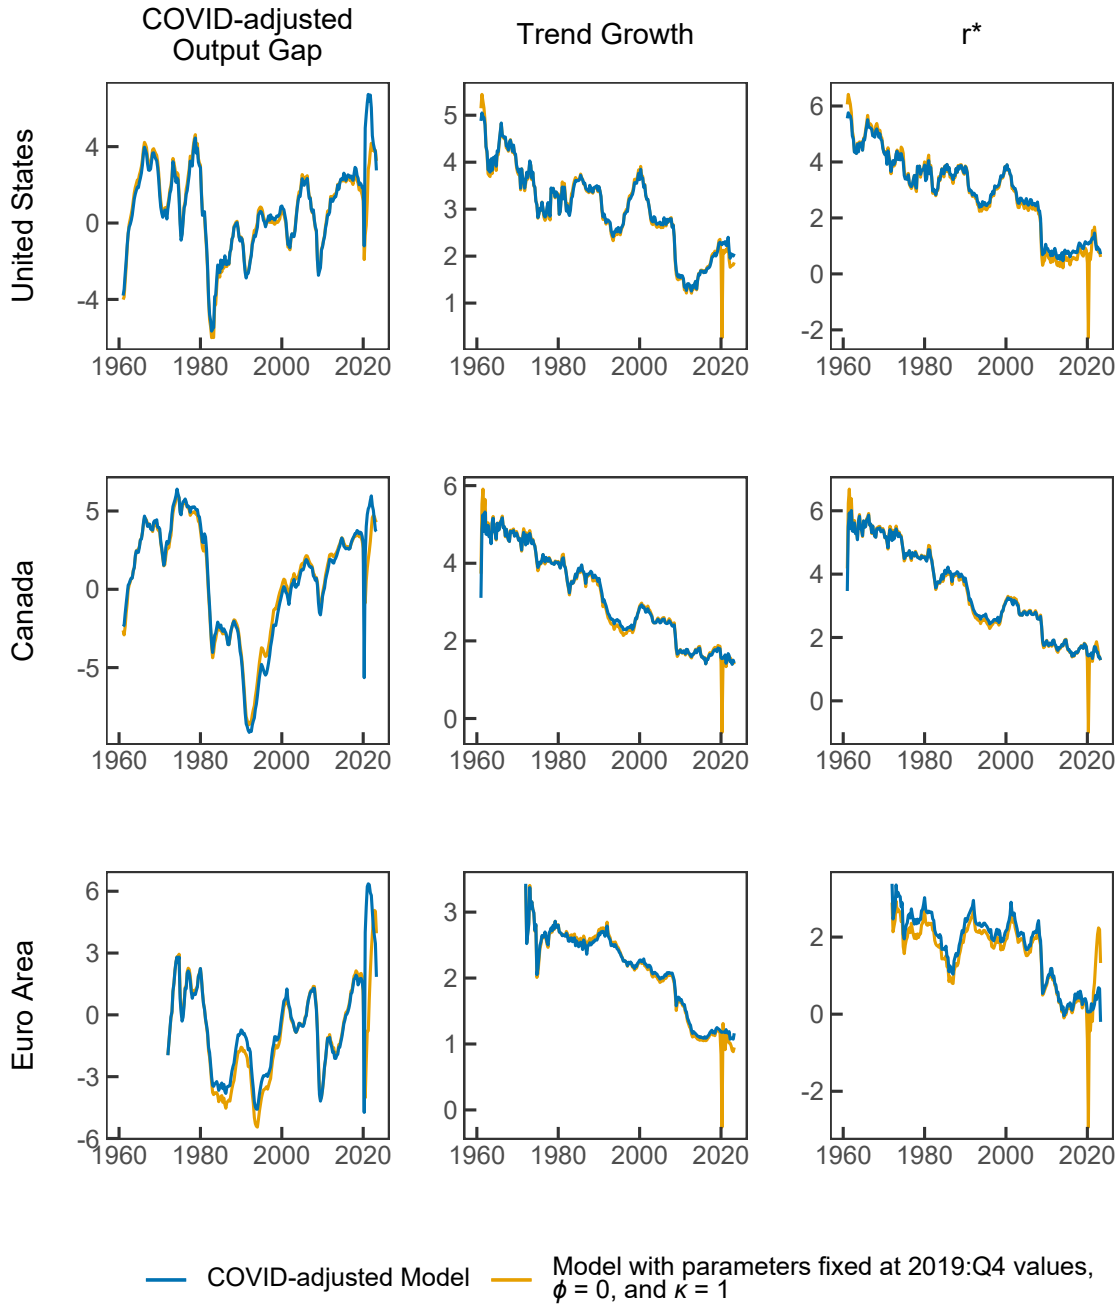 COVID-adjusted
Output Gap
Trend Growth
r*
United States
4
0
-4
1960 1980 2000 2020
5
4
3
2
1
1960 1980 2000 2020
6
4
2
0
-2
1960 1980 2000 2020
Canada
5
0
-5
1960 1980 2000 2020
6
4
2
0
1960 1980 2000 2020
6
4
2
0
1960 1980 2000 2020
Euro Area
6
3
0
-3
-6
1960 1980 2000 2020
3
2
1
0
1960 1980 2000 2020
2
0
-2
1960 1980 2000 2020
COVID-adjusted Model
Model with parameters fixed at 2019:Q4 values,
ϕ = 0, and κ = 1